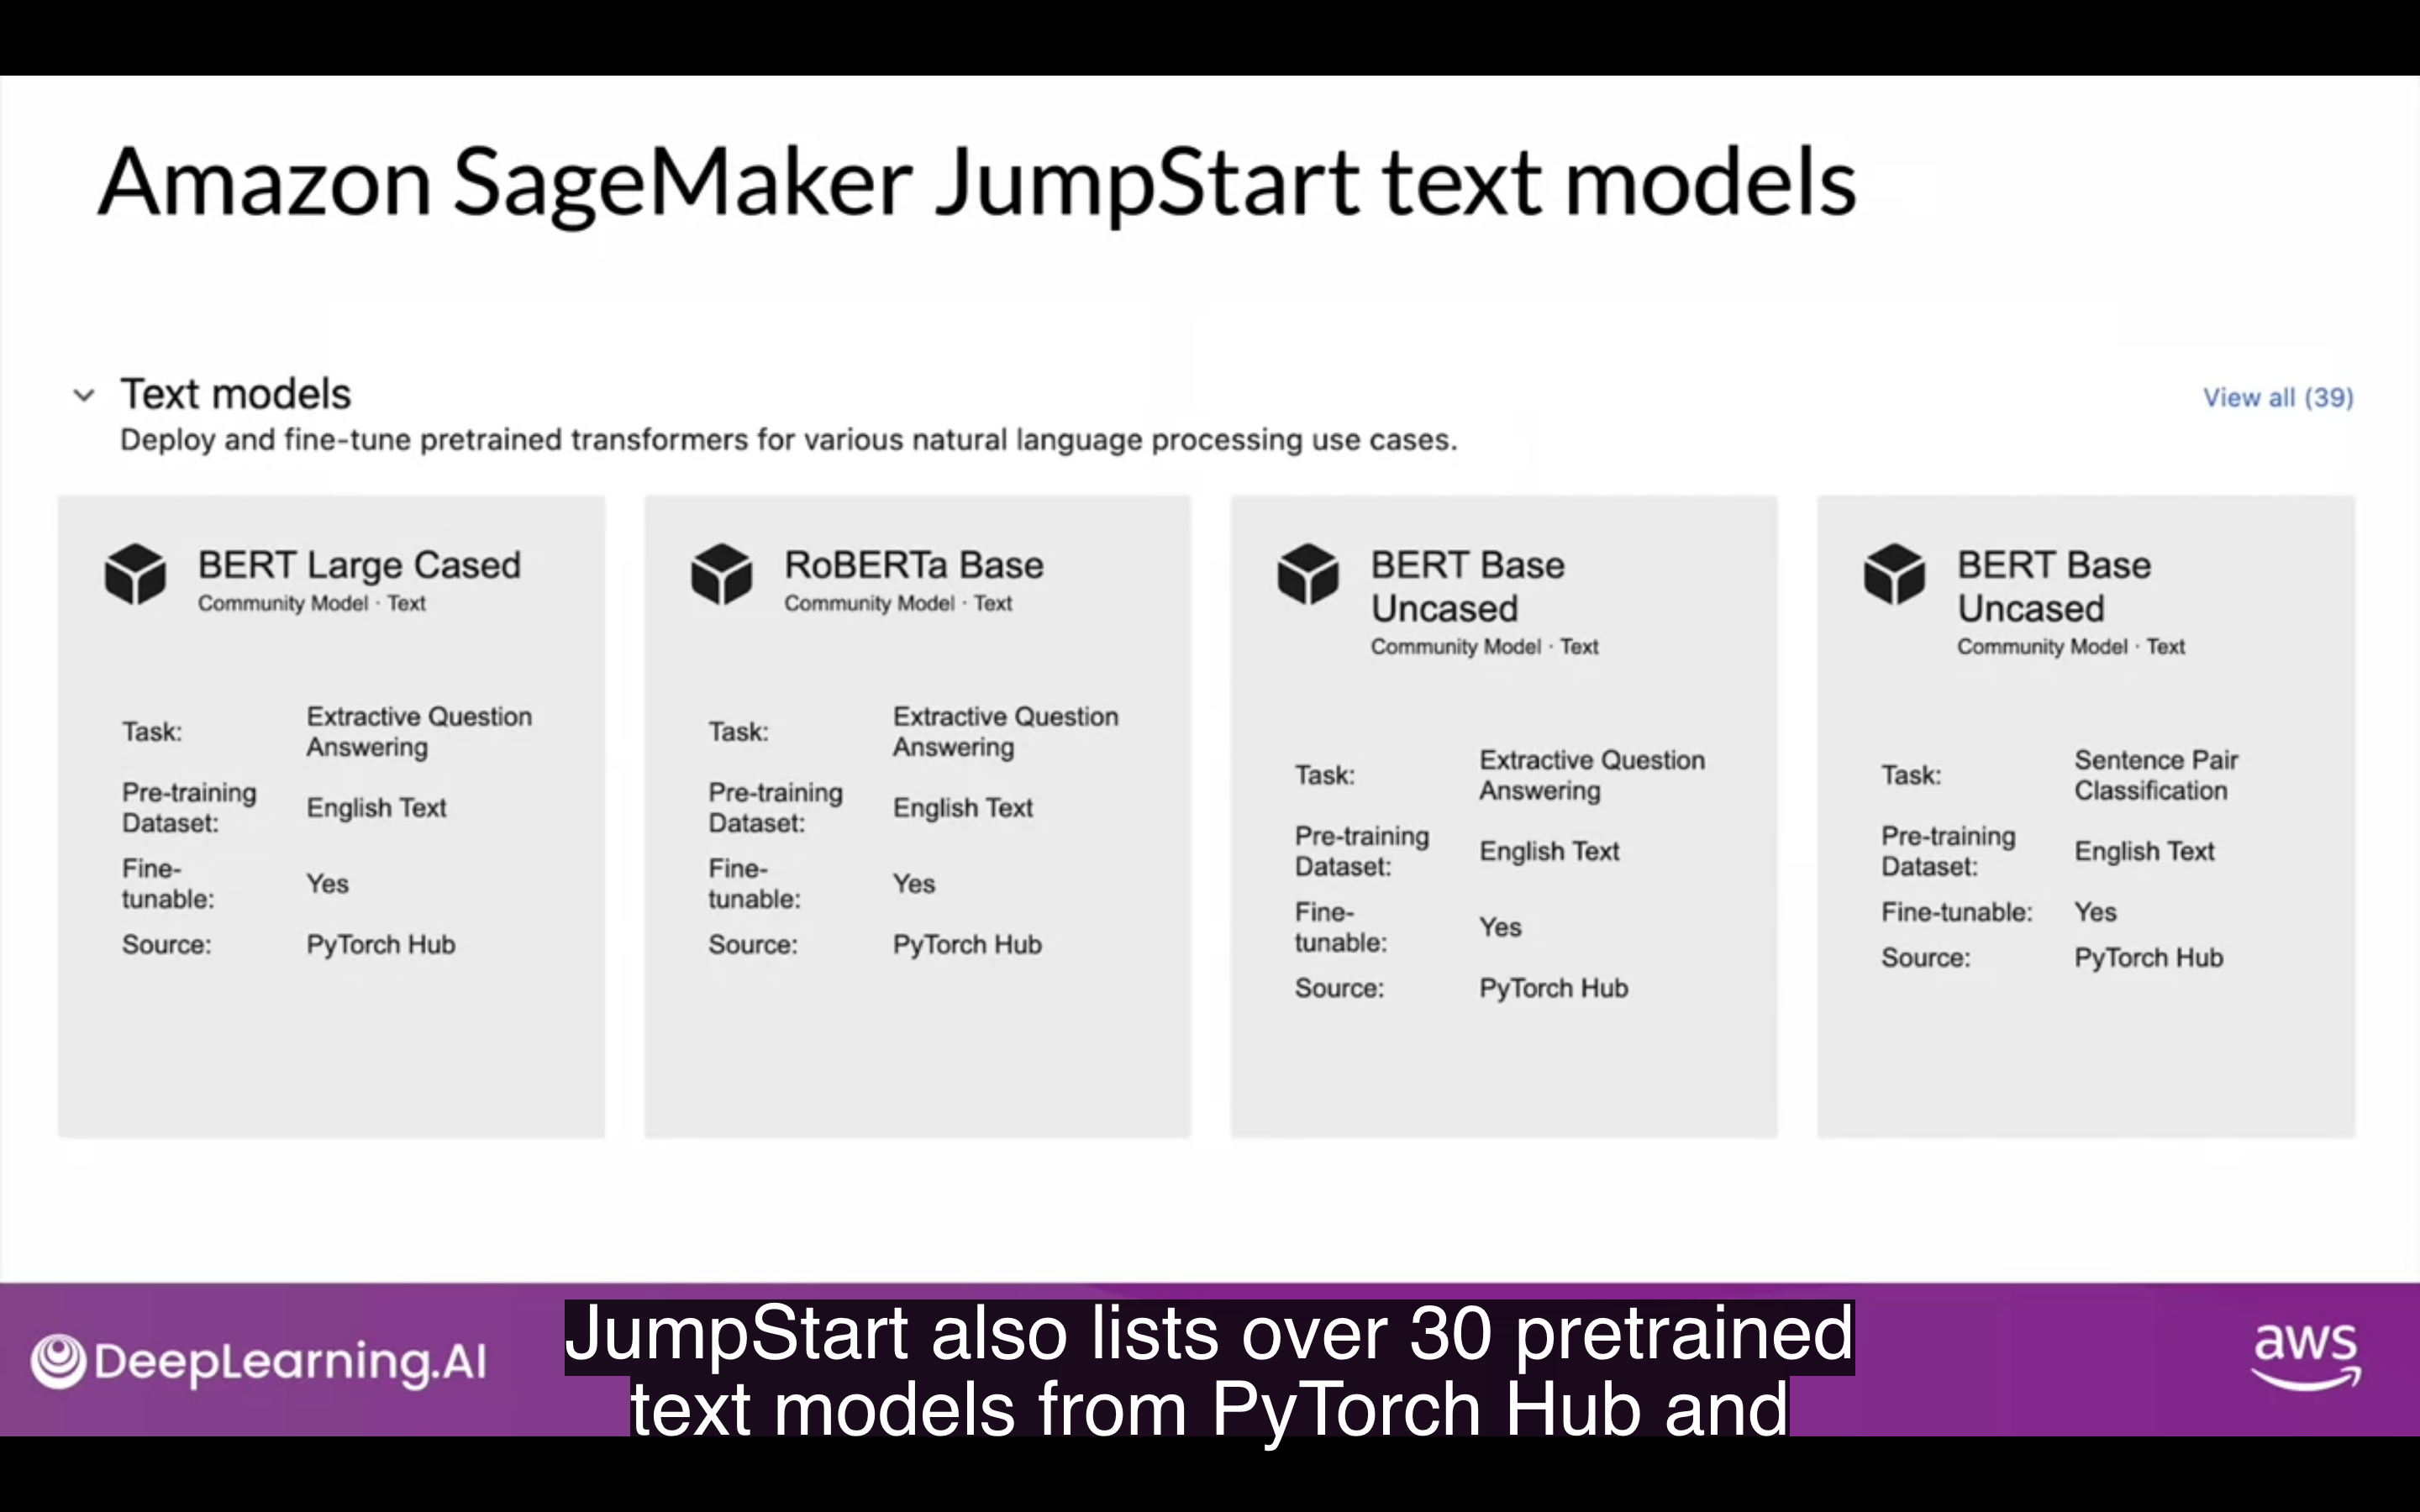 Amazon SageMaker JumpStart text models
Text models
View all (39)
Deploy and fine-tune pretrained transformers for various natural language processing use cases.
BERT Large Cased
Community Model · Text
Task:
Extractive Question
Answering
Pre-training
Dataset:
English Text
Fine-
tunable:
Yes
Source:
PyTorch Hub
RoBERTa Base
Community Model · Text
Task:
Extractive Question
Answering
Pre-training
Dataset:
English Text
Fine-
tunable:
Yes
Source:
PyTorch Hub
BERT Base
Uncased
Community Model · Text
Task:
Extractive Question
Answering
Pre-training
Dataset:
English Text
Fine-
tunable:
Yes
Source:
PyTorch Hub
BERT Base
Uncased
Community Model · Text
Task:
Sentence Pair
Classification
Pre-training
Dataset:
English Text
Fine-tunable:
Yes
Source:
PyTorch Hub
DeepLearning.AI
JumpStart also lists over 30 pretrained
text models from PyTorch Hub and
aws